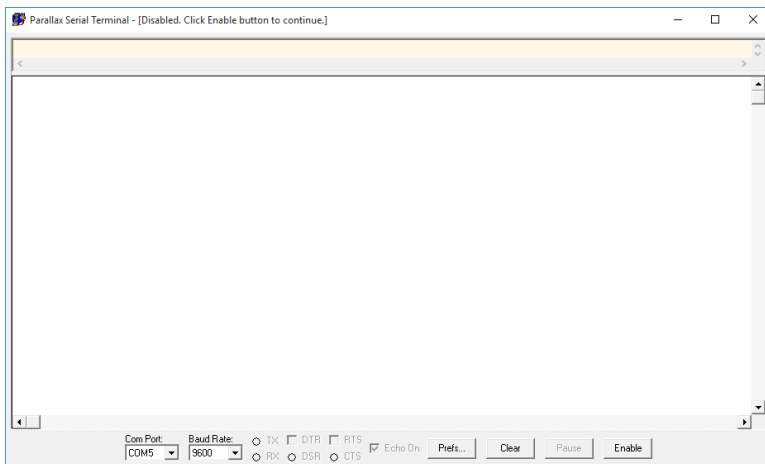 Parallax Serial Terminal - [Disabled. Click Enable button to continue.]
Com Port: Baud Rate: TX DTR RTS
COM5 9600 RX DSR CTS Echo On Prefs... Clear Pause Enable